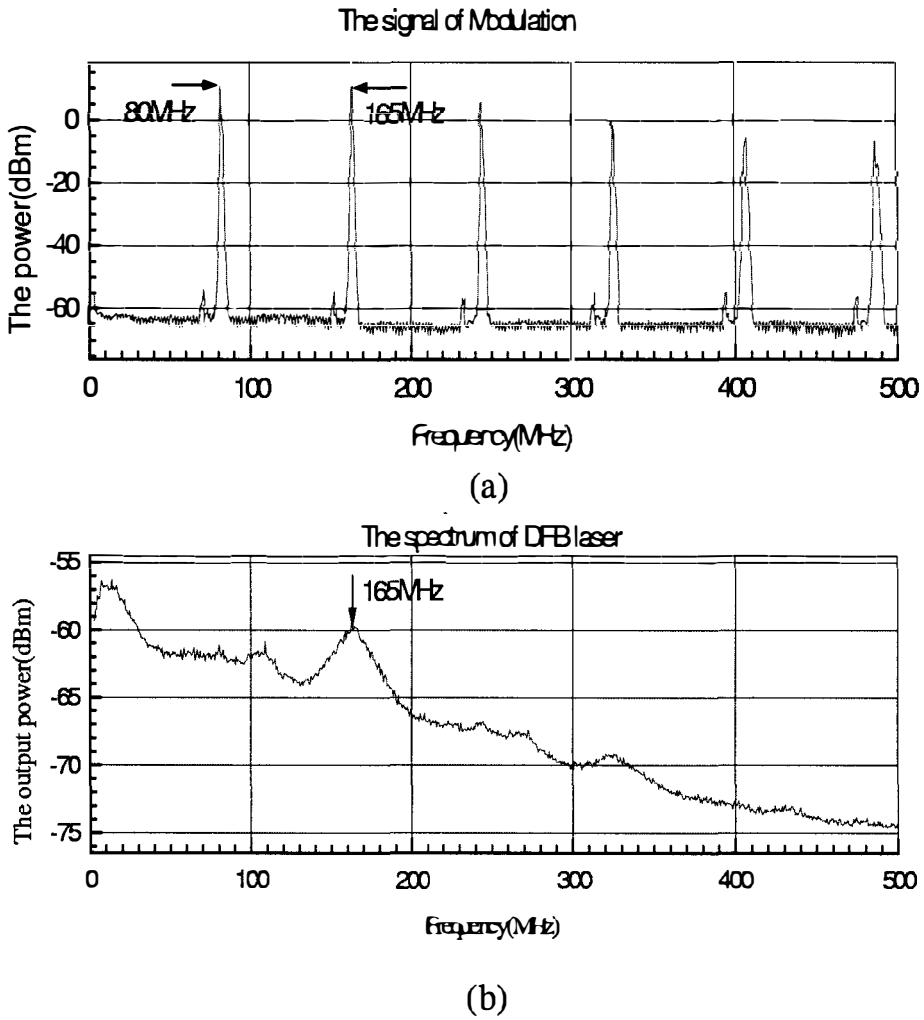 The signal of Modulation
The power(dBm)
0
-20
-40
-60
80MHz
165MHz
0 100 200 300 400 500
Frequency(MHz)
(a)
The spectrum of DFB laser
The output power(dBm)
-55
-60
-65
-70
-75
165MHz
0 100 200 300 400 500
Frequency(MHz)
(b)